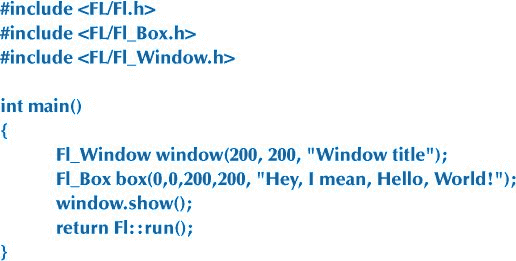 #include <FL/Fl.h>
#include <FL/Fl_Box.h>
#include <FL/Fl_Window.h>

int main()
{
        Fl_Window window(200, 200, "Window title");
        Fl_Box box(0,0,200,200, "Hey, I mean, Hello, World!");
        window.show();
        return Fl::run();
}